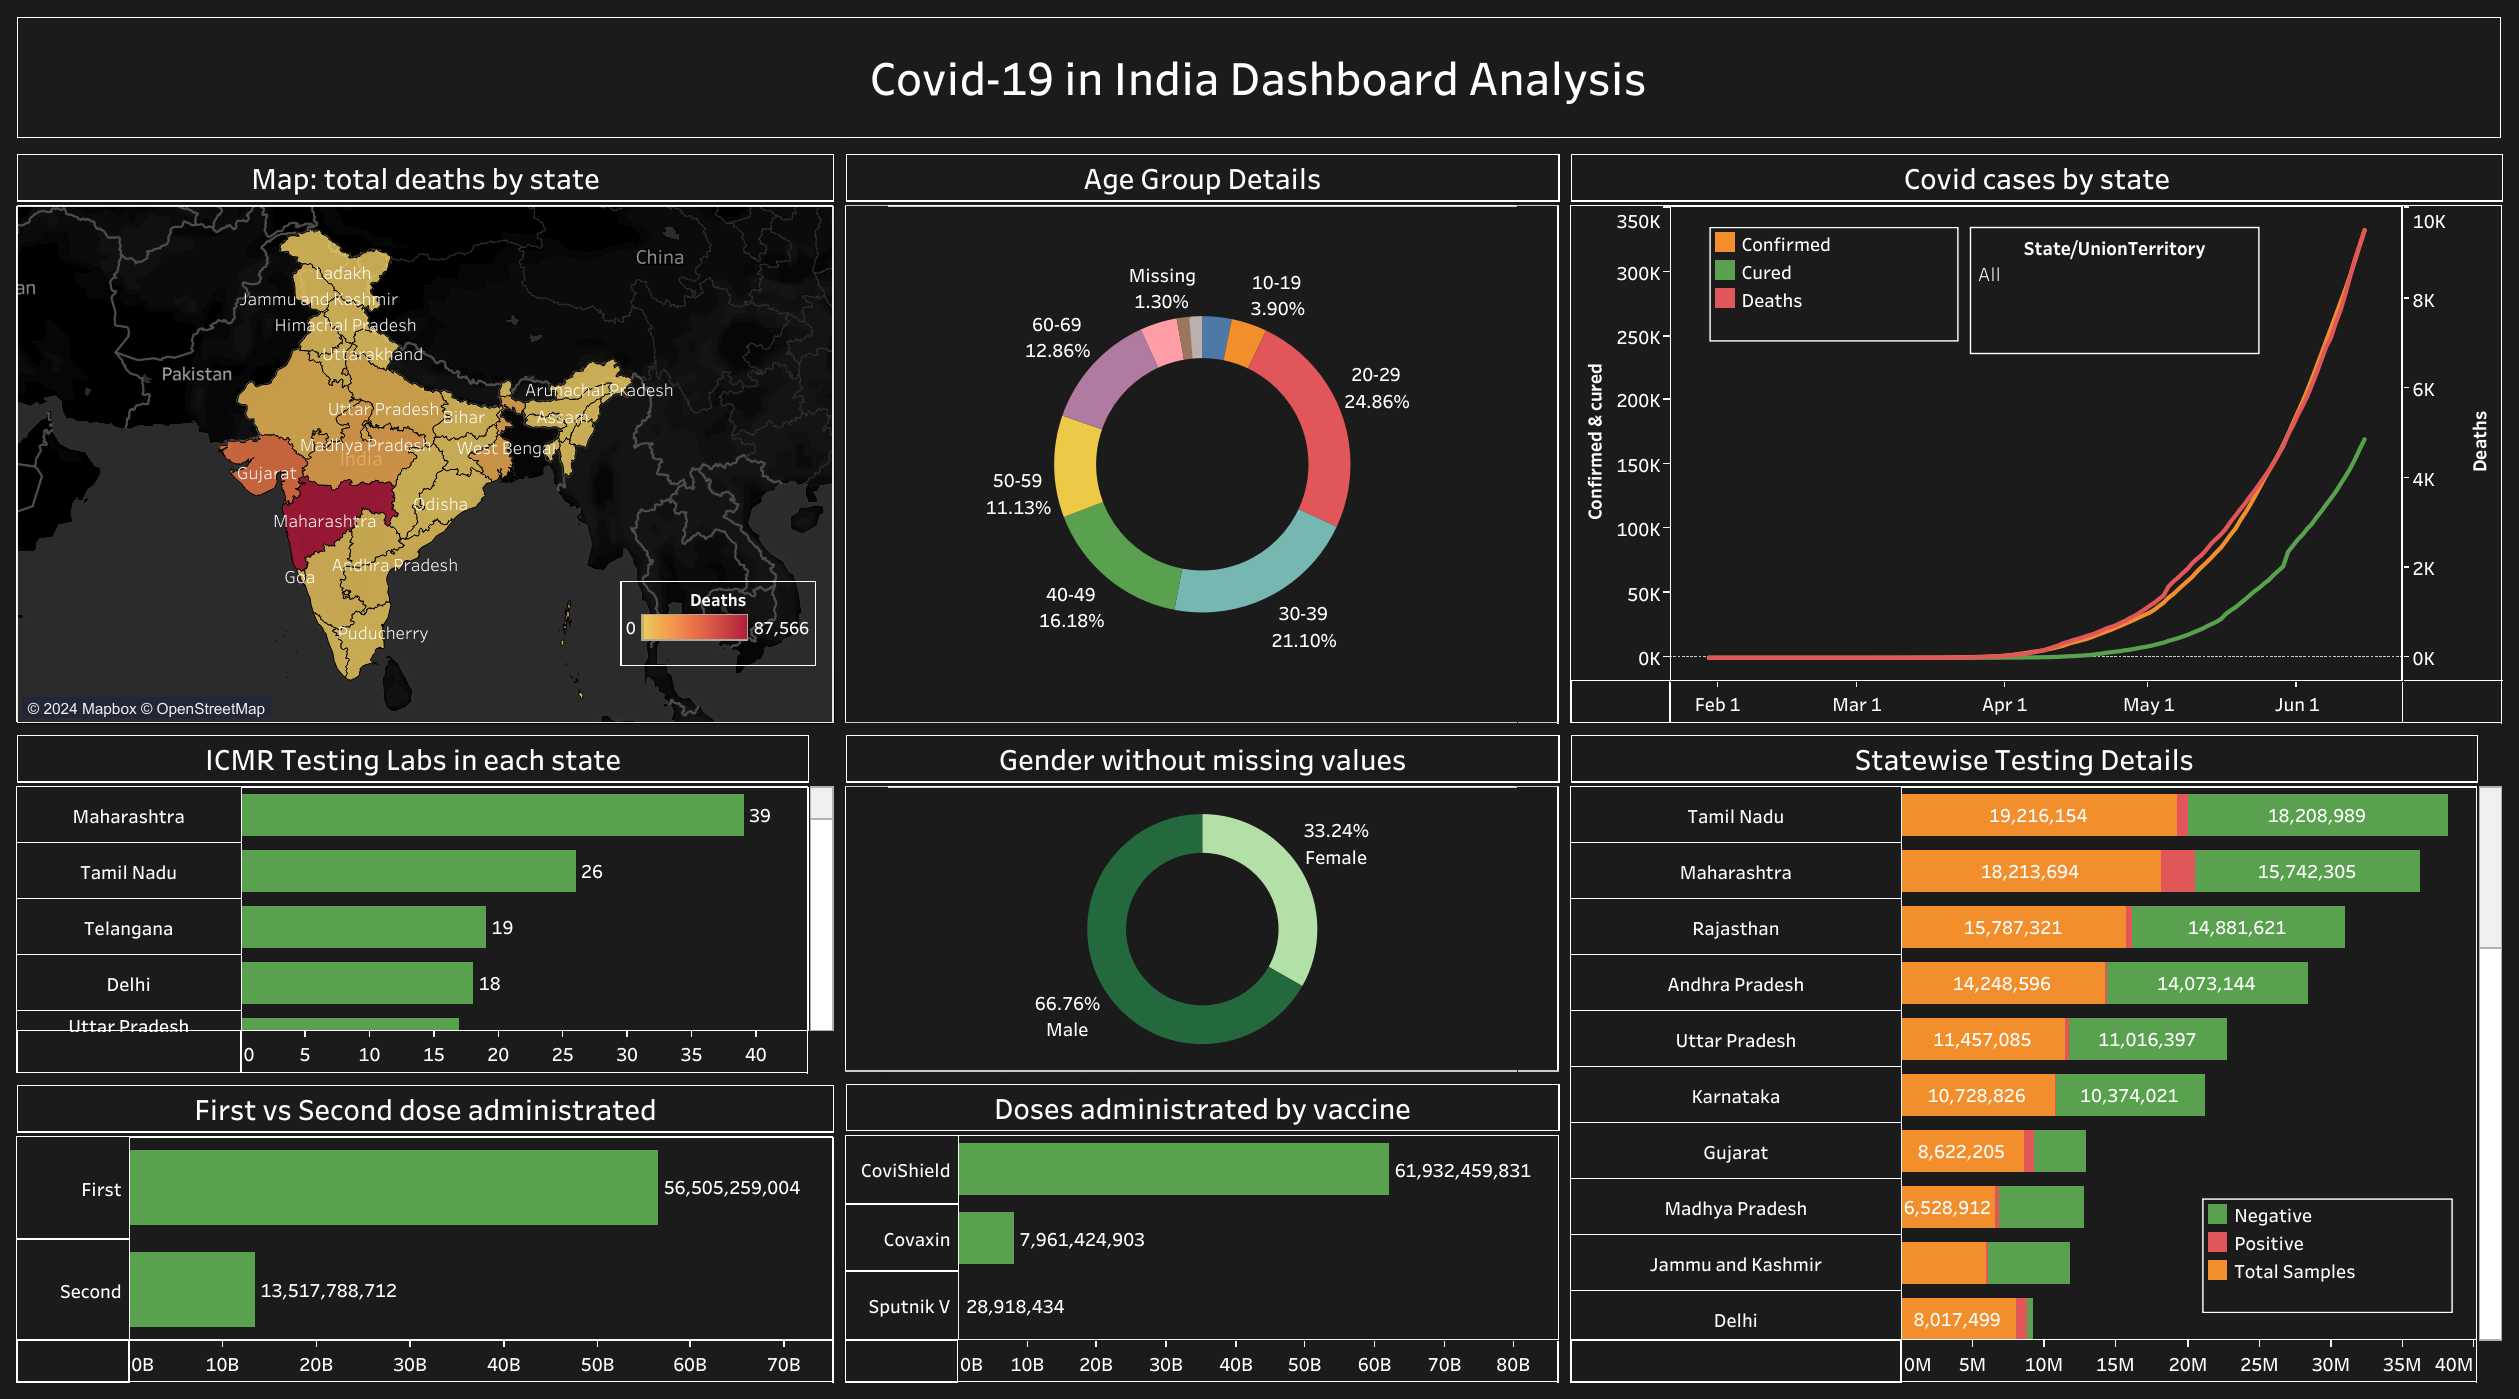 Covid-19 in India Dashboard Analysis
Map: total deaths by state
China
an
Ladakh
Jammu and Kashmir
Himachal Pradesh
Uttarakhand
Pakistan
Arunachal Pradesh
Uttar Pradesh
Bihar
Assam
Madhya Pradesh
West Bengal
India
Gujarat
Odisha
Maharashtra
Andhra Pradesh
Goa
Puducherry
Deaths
0
87,566
© 2024 Mapbox © OpenStreetMap
Age Group Details
Missing
1.30%
10-19
3.90%
60-69
12.86%
20-29
24.86%
50-59
11.13%
40-49
16.18%
30-39
21.10%
Covid cases by state
Confirmed
Cured
Deaths
State/UnionTerritory
All
350K
300K
250K
200K
150K
100K
50K
0K
Confirmed & cured
10K
8K
6K
4K
2K
0K
Deaths
Feb 1 Mar 1 Apr 1 May 1 Jun 1
ICMR Testing Labs in each state
Maharashtra 39
Tamil Nadu 26
Telangana 19
Delhi 18
Uttar Pradesh
0 5 10 15 20 25 30 35 40
Gender without missing values
33.24%
Female
66.76%
Male
Statewise Testing Details
Tamil Nadu 19,216,154 18,208,989
Maharashtra 18,213,694 15,742,305
Rajasthan 15,787,321 14,881,621
Andhra Pradesh 14,248,596 14,073,144
Uttar Pradesh 11,457,085 11,016,397
Karnataka 10,728,826 10,374,021
Gujarat 8,622,205
Madhya Pradesh 6,528,912
Jammu and Kashmir
Delhi 8,017,499
Negative
Positive
Total Samples
0M 5M 10M 15M 20M 25M 30M 35M 40M
First vs Second dose administrated
First 56,505,259,004
Second 13,517,788,712
0B 10B 20B 30B 40B 50B 60B 70B
Doses administrated by vaccine
CoviShield 61,932,459,831
Covaxin 7,961,424,903
Sputnik V 28,918,434
0B 10B 20B 30B 40B 50B 60B 70B 80B